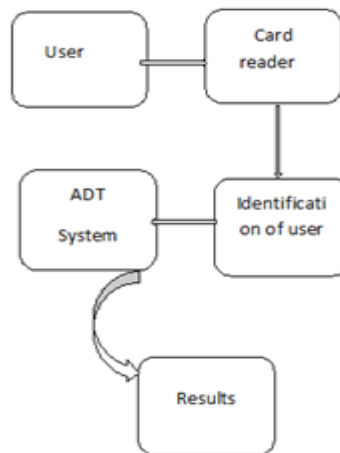 User
Card
reader
ADT
System
Identificati
on of user
Results